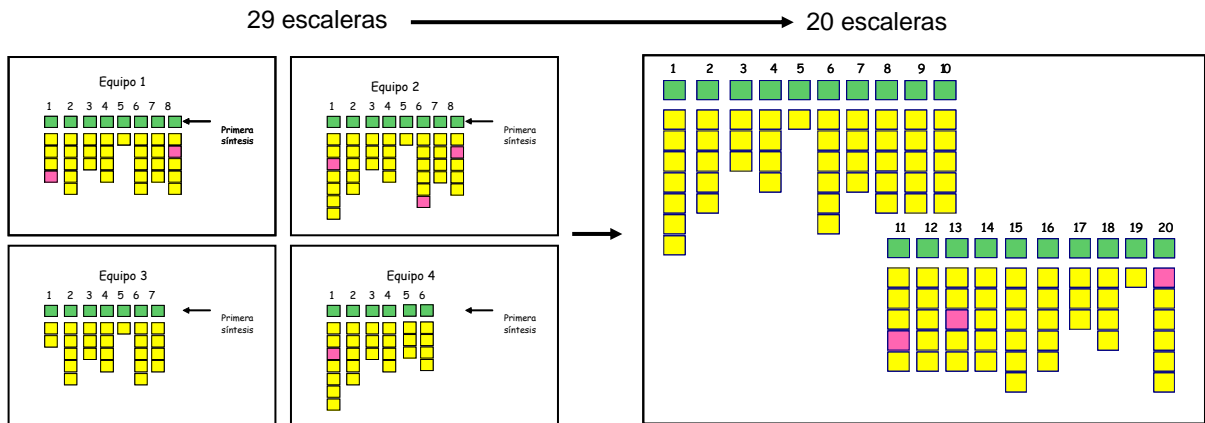 29 escaleras
20 escaleras
Equipo 1
1 2 3 4 5 6 7 8
Primera
síntesis
Equipo 2
1 2 3 4 5 6 7 8
Primera
síntesis
Equipo 3
1 2 3 4 5 6 7
Primera
síntesis
Equipo 4
1 2 3 4 5 6
Primera
síntesis
1 2 3 4 5 6 7 8 9 10
11 12 13 14 15 16 17 18 19 20